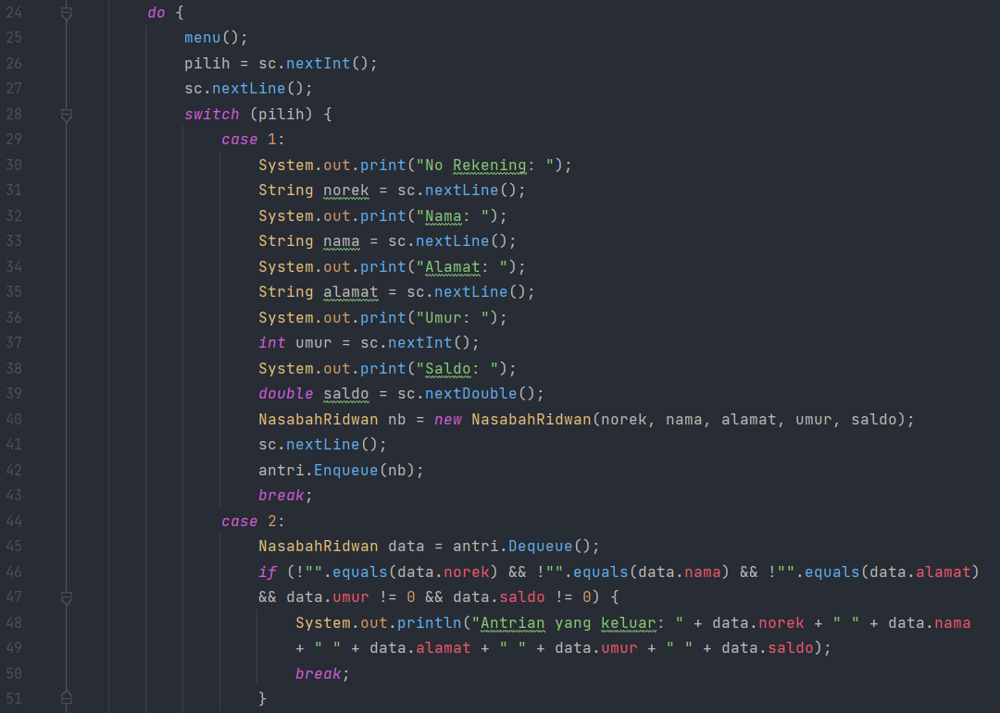 24 do {
25 menu();
26 pilih = sc.nextInt();
27 sc.nextLine();
28 switch (pilih) {
29 case 1:
30 System.out.print("No Rekening: ");
31 String norek = sc.nextLine();
32 System.out.print("Nama: ");
33 String nama = sc.nextLine();
34 System.out.print("Alamat: ");
35 String alamat = sc.nextLine();
36 System.out.print("Umur: ");
37 int umur = sc.nextInt();
38 System.out.print("Saldo: ");
39 double saldo = sc.nextDouble();
40 NasabahRidwan nb = new NasabahRidwan(norek, nama, alamat, umur, saldo);
41 sc.nextLine();
42 antri.Enqueue(nb);
43 break;
44 case 2:
45 NasabahRidwan data = antri.Dequeue();
46 if (!"".equals(data.norek) && !"".equals(data.nama) && !"".equals(data.alamat)
47 && data.umur != 0 && data.saldo != 0) {
48 System.out.println("Antrian yang keluar: " + data.norek + " " + data.nama
49 + " " + data.alamat + " " + data.umur + " " + data.saldo);
50 break;
51 }